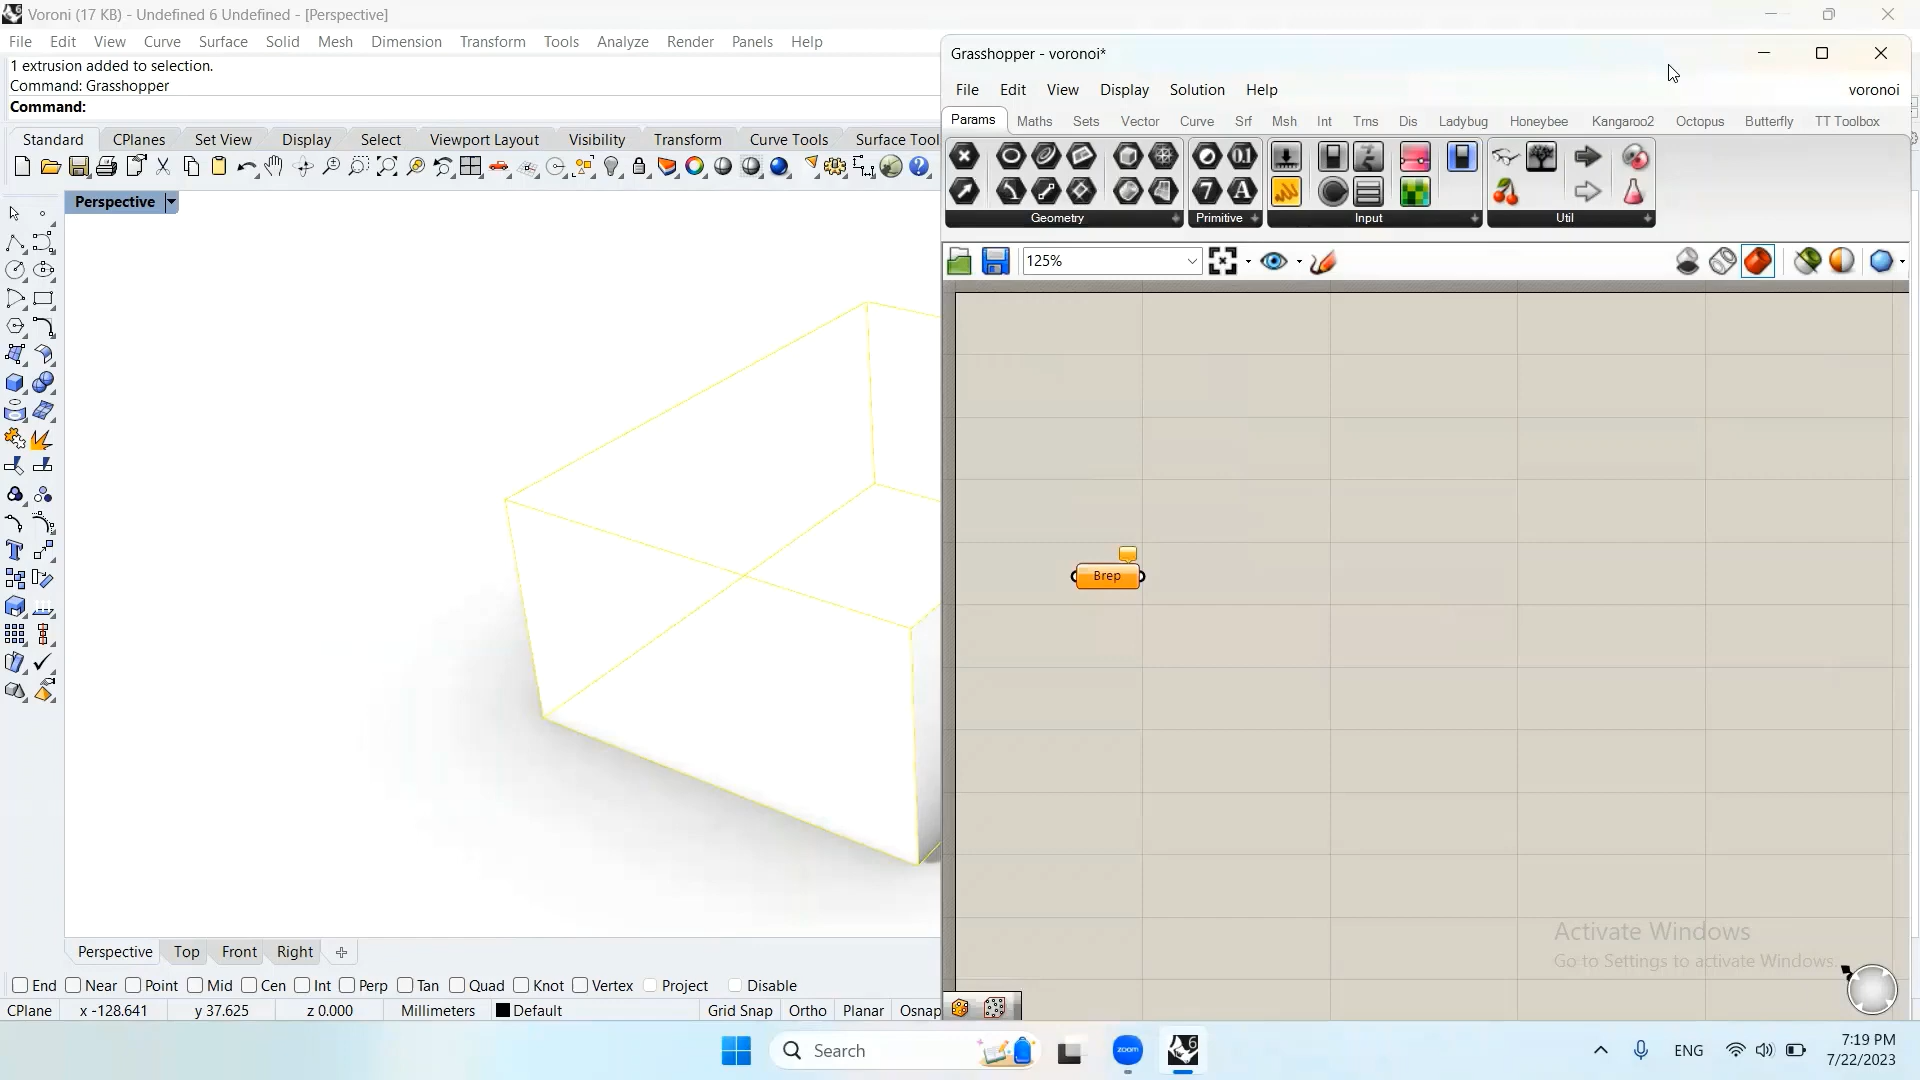 Voroni (17 KB) - Undefined 6 Undefined - [Perspective]
File Edit View Curve Surface Solid Mesh Dimension Transform Tools Analyze Render Panels Help
1 extrusion added to selection.
Command: Grasshopper
Command:
Standard CPlanes Set View Display Select Viewport Layout Visibility Transform Curve Tools Surface Tool
Perspective
Grasshopper - voronoi*
File Edit View Display Solution Help voronoi
Params Maths Sets Vector Curve Srf Msh Int Trns Dis Ladybug Honeybee Kangaroo2 Octopus Butterfly TT Toolbox
Geometry Primitive Input Util
125%
Brep
Activate Windows
Go to Settings to activate Windows.
Perspective Top Front Right
End Near Point Mid Cen Int Perp Tan Quad Knot Vertex Project Disable
CPlane x -128.641 y 37.625 z 0.000 Millimeters Default Grid Snap Ortho Planar Osnap
Search
zoom
6
ENG
7:19 PM
7/22/2023